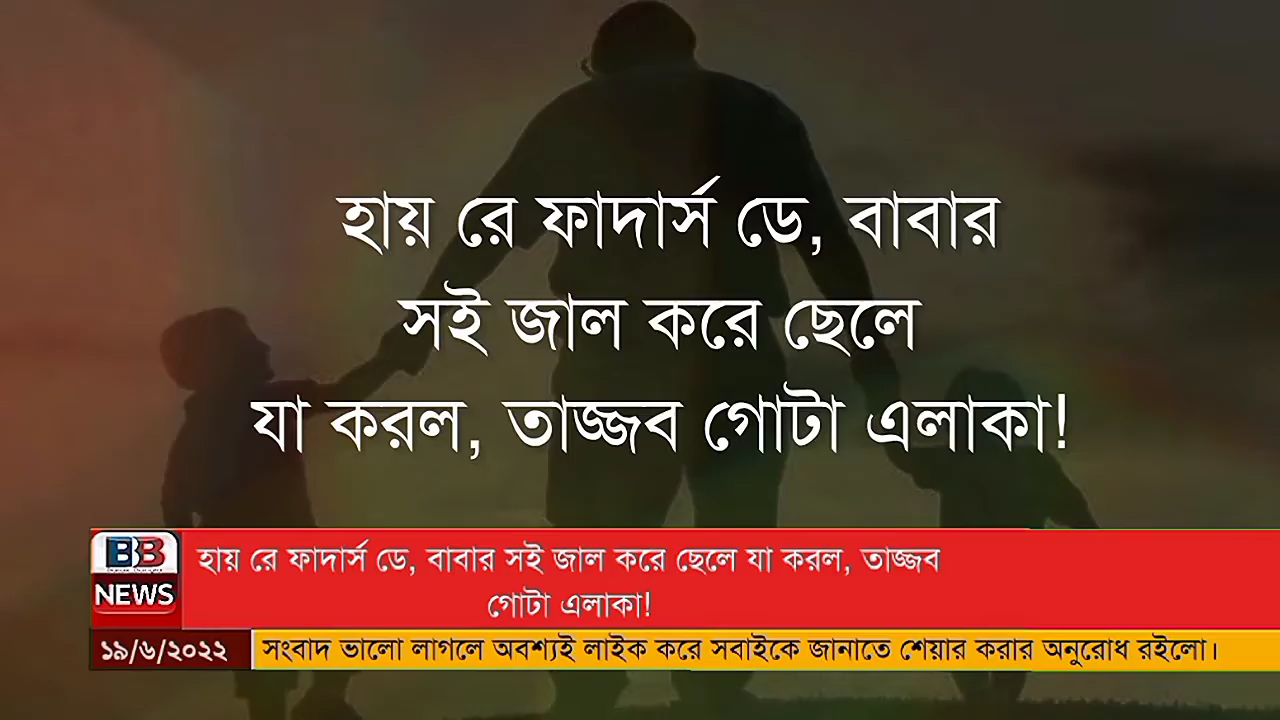 হায় রে ফাদার্স ডে, বাবার
সই জাল করে ছেলে
যা করল, তাজ্জব গোটা এলাকা!
BB
NEWS
হায় রে ফাদার্স ডে, বাবার সই জাল করে ছেলে যা করল, তাজ্জব
গোটা এলাকা!
১৯/৬/২০২২
সংবাদ ভালো লাগলে অবশ্যই লাইক করে সবাইকে জানাতে শেয়ার করার অনুরোধ রইলো।